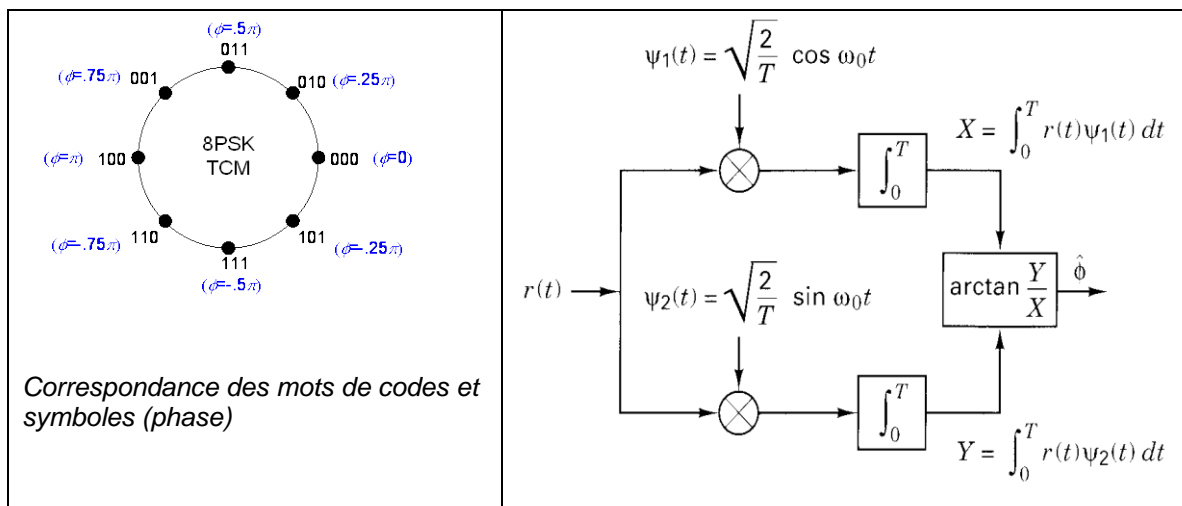 (ϕ=.5π)
011
(ϕ=.75π) 001
010 (ϕ=.25π)
(ϕ=π) 100
8PSK
TCM
000 (ϕ=0)
(ϕ=-.75π) 110
101 (ϕ=-.25π)
111
(ϕ=-.5π)
Correspondance des mots de codes et
symboles (phase)
ψ₁(t) = √(2/T) cos ω₀t
X = ∫₀ᵀ r(t)ψ₁(t) dt
∫₀ᵀ
r(t)
ψ₂(t) = √(2/T) sin ω₀t
arctan Y/X
ϕ̂
∫₀ᵀ
Y = ∫₀ᵀ r(t)ψ₂(t) dt